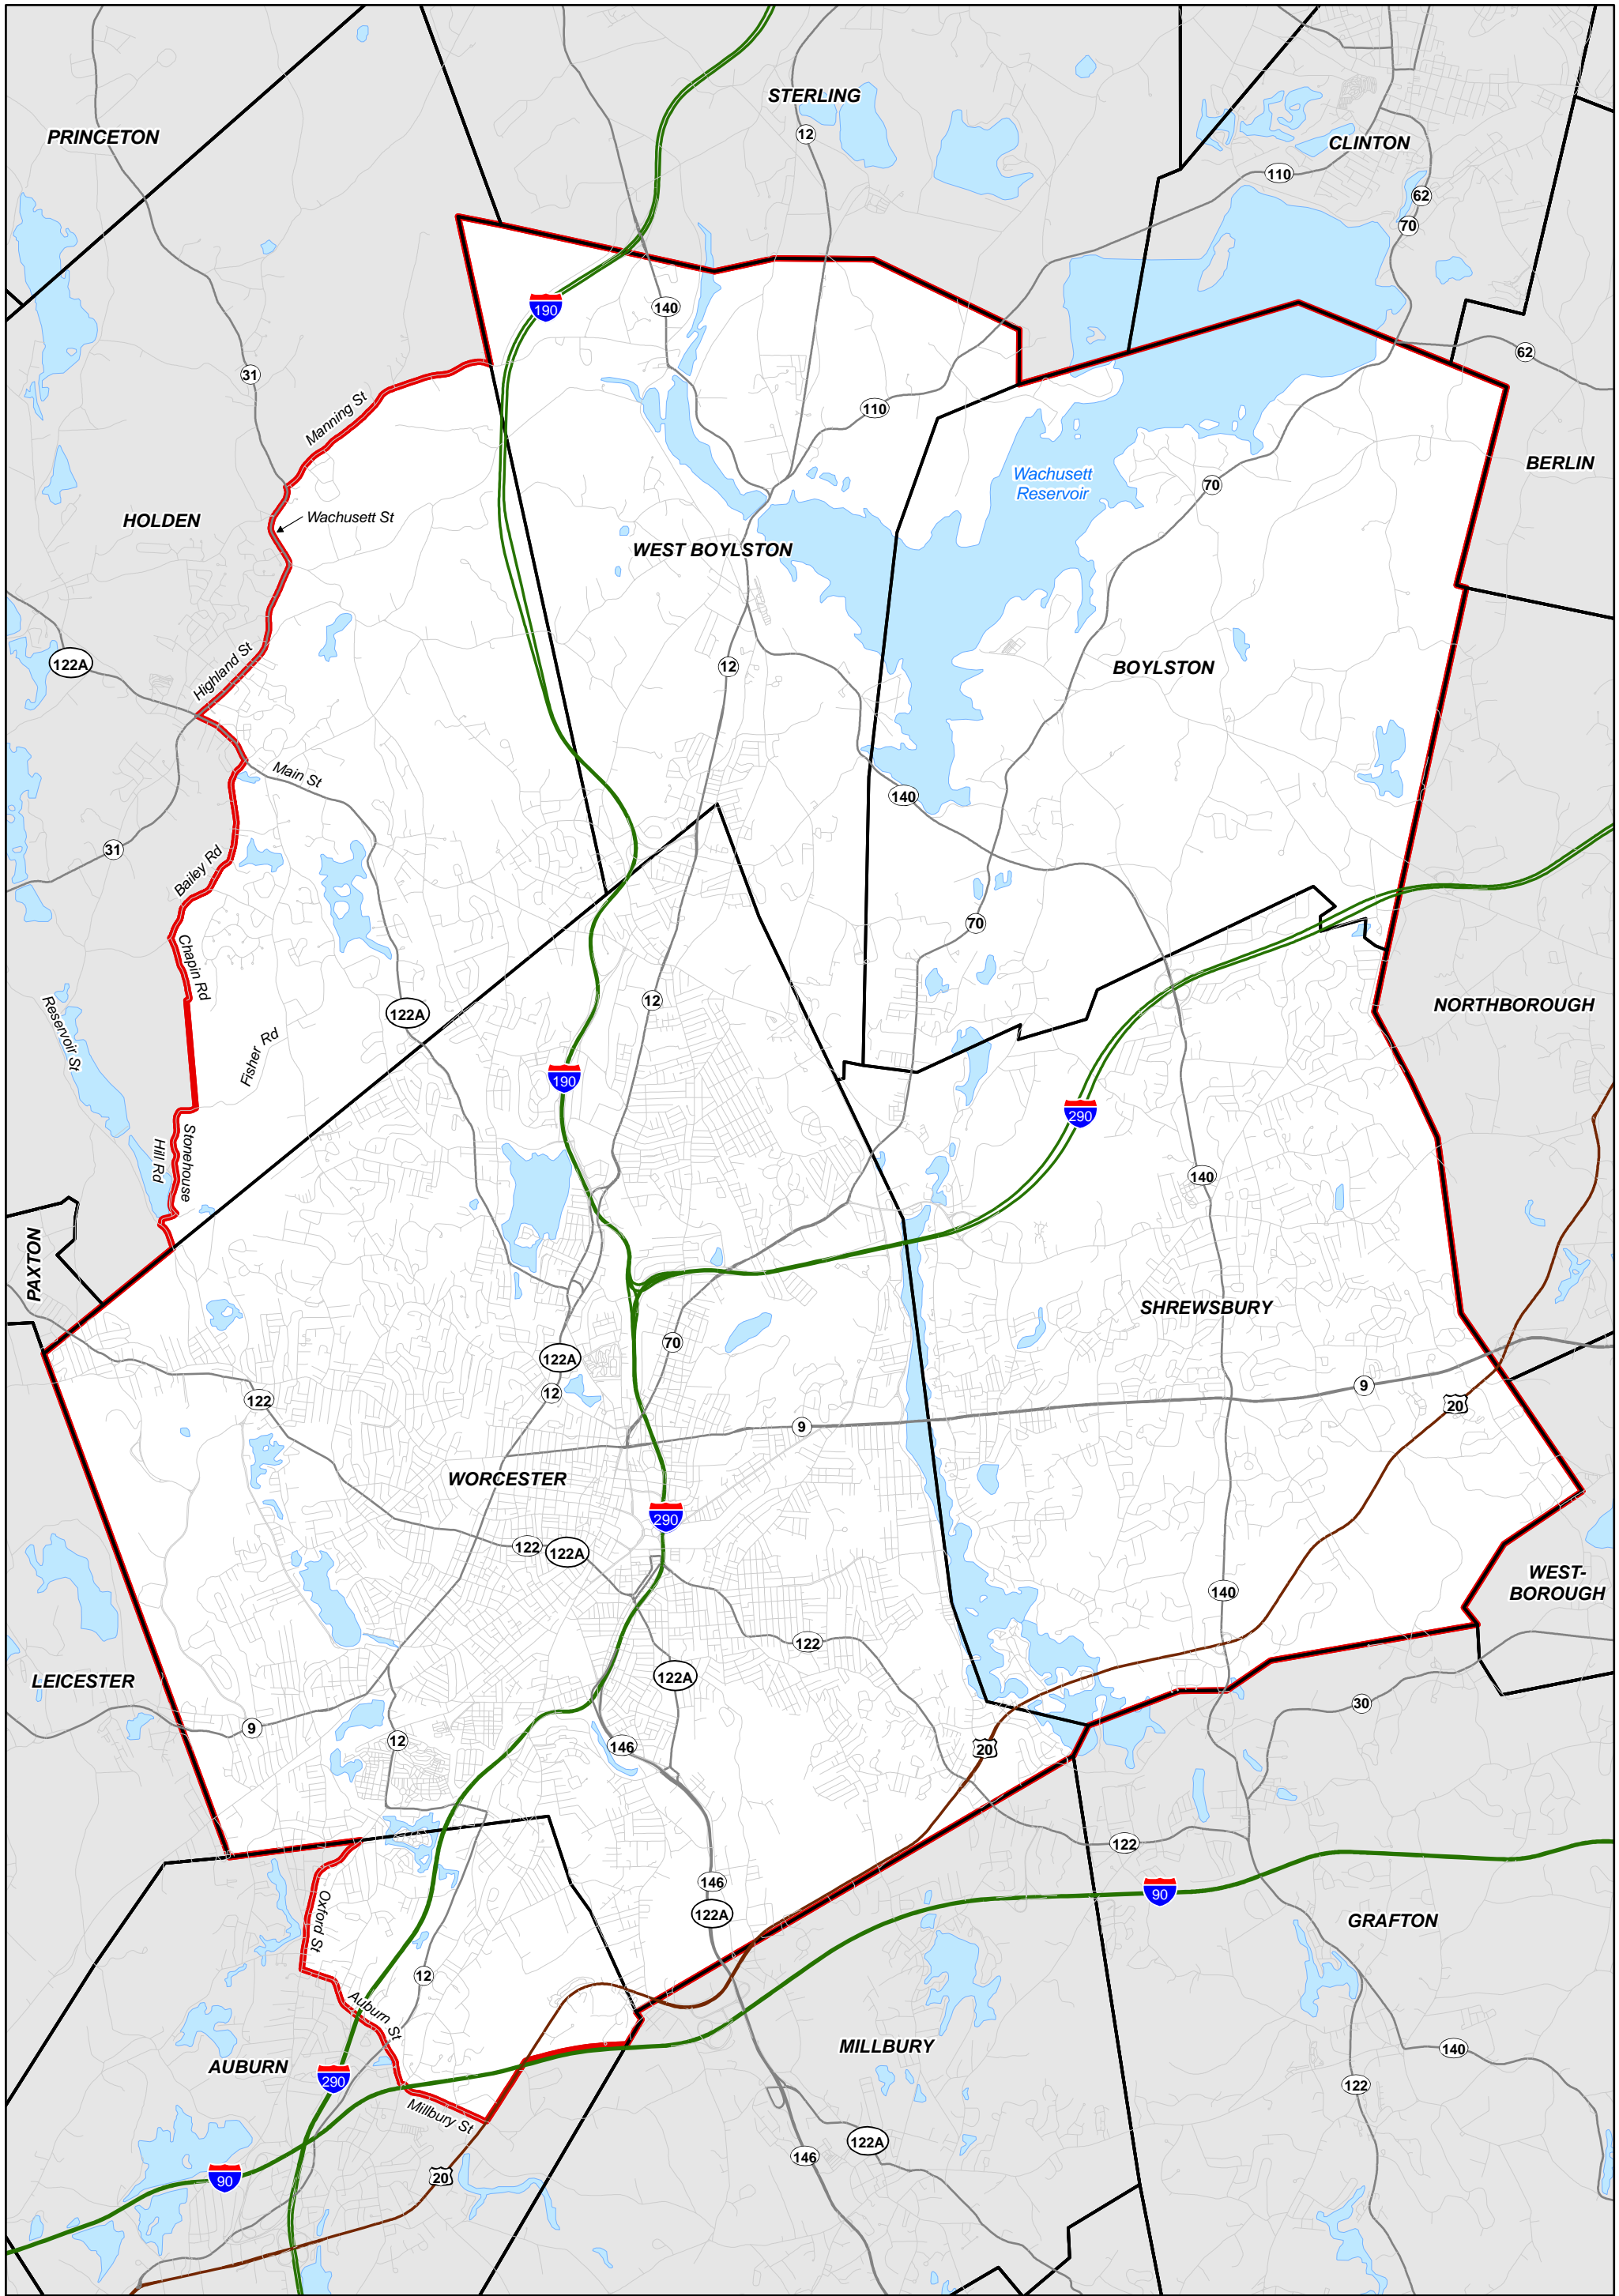 STERLING
PRINCETON
12
CLINTON
110
62
70
190
140
62
31
110
Manning St
BERLIN
Wachusett
Reservoir
70
HOLDEN
Wachusett St
WEST BOYLSTON
122A
Highland St
12
BOYLSTON
Main St
140
31
Bailey Rd
70
Chapin Rd
12
NORTHBOROUGH
122A
Reservoir St
Fisher Rd
190
290
Stonehouse
Hill Rd
140
PAXTON
SHREWSBURY
70
122A
12
9
122
20
9
WORCESTER
290
122
122A
WEST-
BOROUGH
140
122
122A
LEICESTER
30
9
12
146
20
122
146
90
122A
GRAFTON
Oxford St
12
Auburn St
MILLBURY
140
AUBURN
290
122
Millbury St
122A
146
20
90